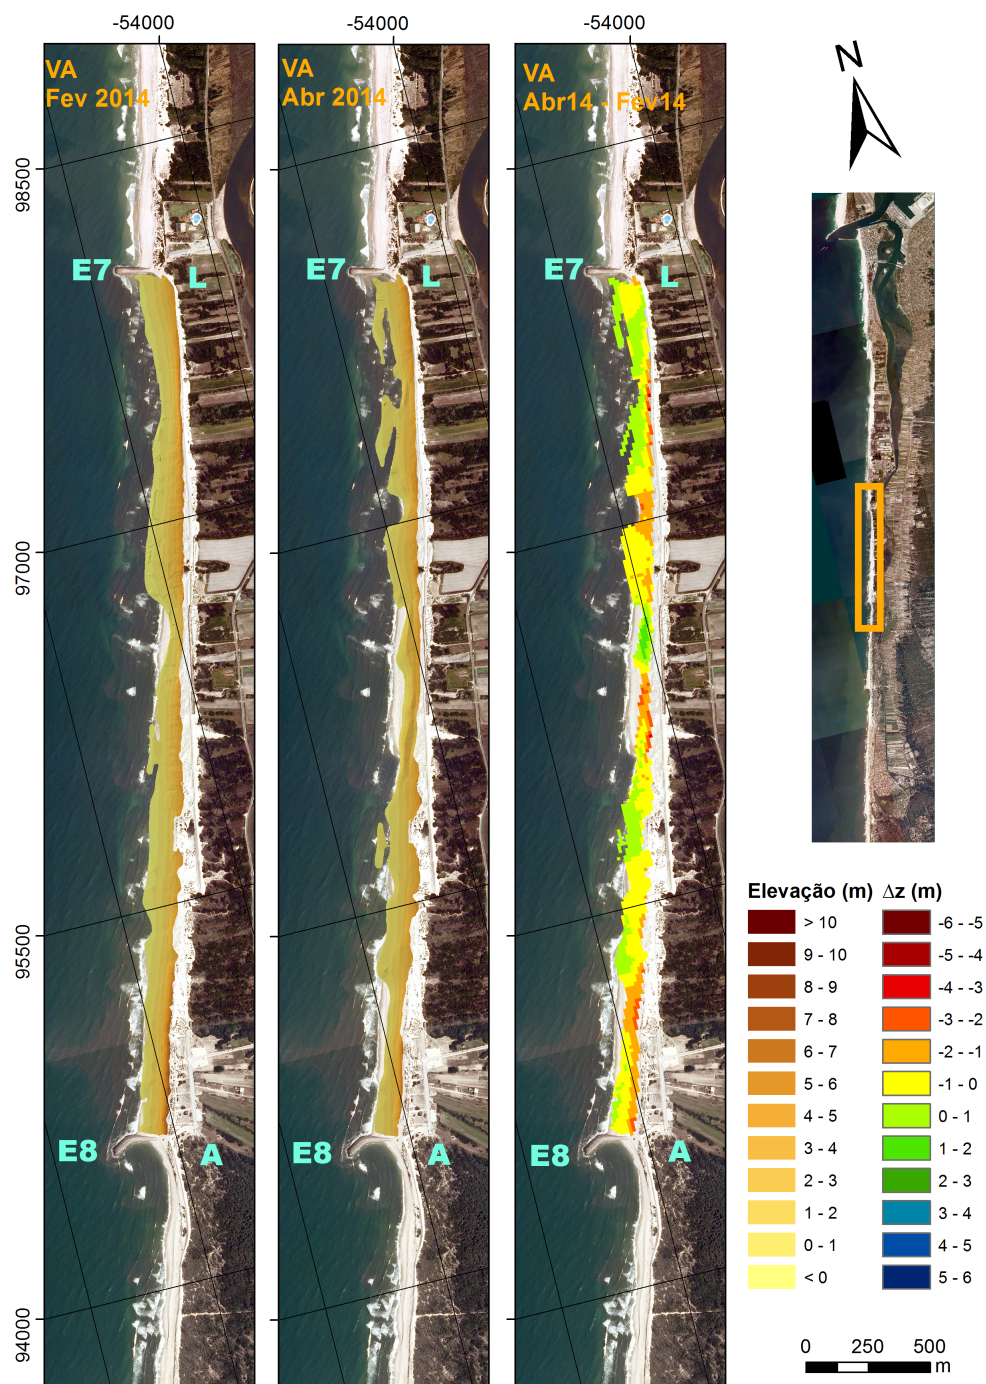 -54000
-54000
-54000
VA
Fev 2014
VA
Abr 2014
VA
Abr14 - Fev14
N
98500
97000
95500
94000
E7
L
E7
L
E7
L
E8
A
E8
A
E8
A
Elevação (m)
> 10
9 - 10
8 - 9
7 - 8
6 - 7
5 - 6
4 - 5
3 - 4
2 - 3
1 - 2
0 - 1
< 0
Δz (m)
-6 - -5
-5 - -4
-4 - -3
-3 - -2
-2 - -1
-1 - 0
0 - 1
1 - 2
2 - 3
3 - 4
4 - 5
5 - 6
0 250 500
m